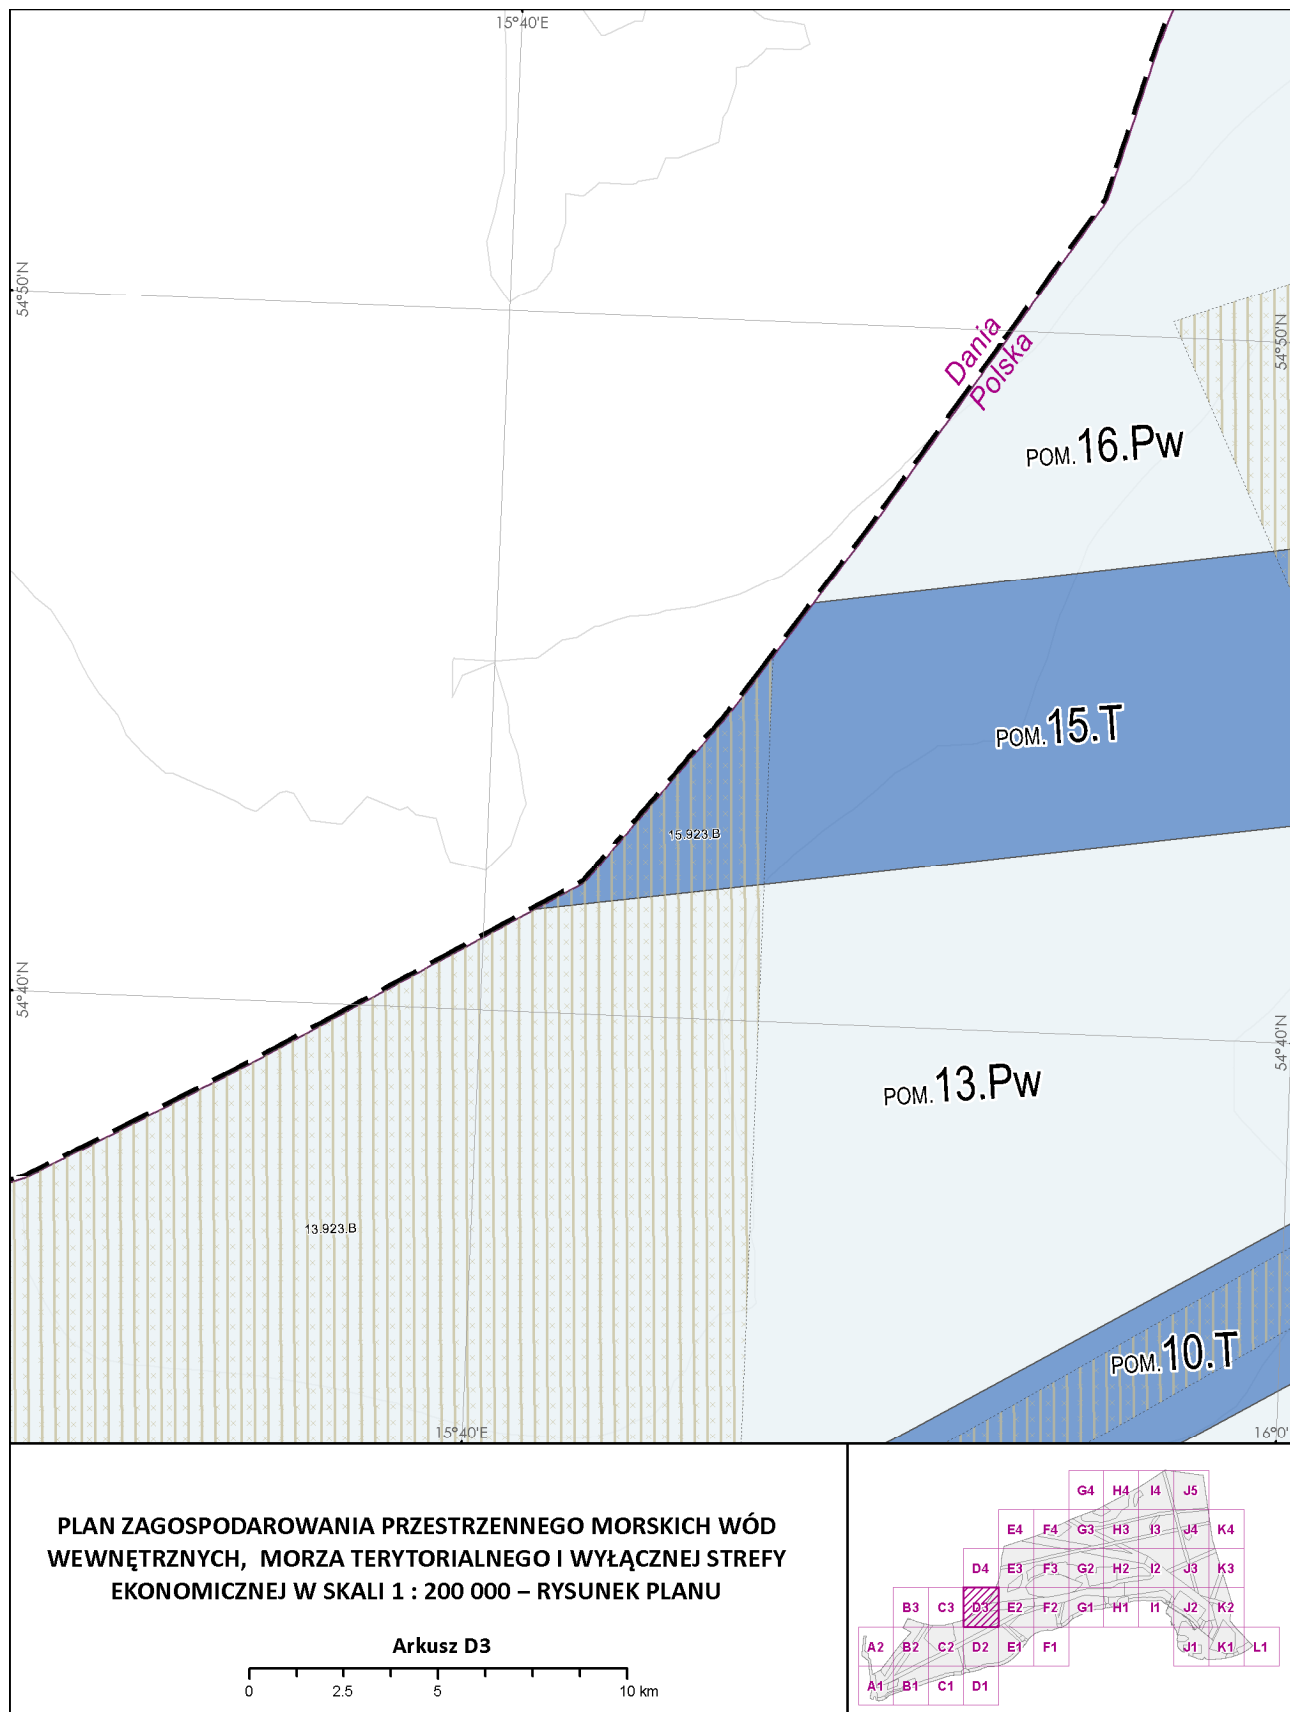 15°40'E
54°50'N
54°50'N
Dania
Polska
POM.16.Pw
POM.15.T
15.923.B
54°40'N
54°40'N
POM.13.Pw
13.923.B
POM.10.T
15°40'E
16°0'
PLAN ZAGOSPODAROWANIA PRZESTRZENNEGO MORSKICH WÓD
WEWNĘTRZNYCH, MORZA TERYTORIALNEGO I WYŁĄCZNEJ STREFY
EKONOMICZNEJ W SKALI 1 : 200 000 – RYSUNEK PLANU
Arkusz D3
0 2.5 5 10 km
G4 H4 I4 J5
E4 F4 G3 H3 I3 J4 K4
D4 E3 F3 G2 H2 I2 J3 K3
B3 C3 D3 E2 F2 G1 H1 I1 J2 K2
A2 B2 C2 D2 E1 F1 J1 K1 L1
A1 B1 C1 D1